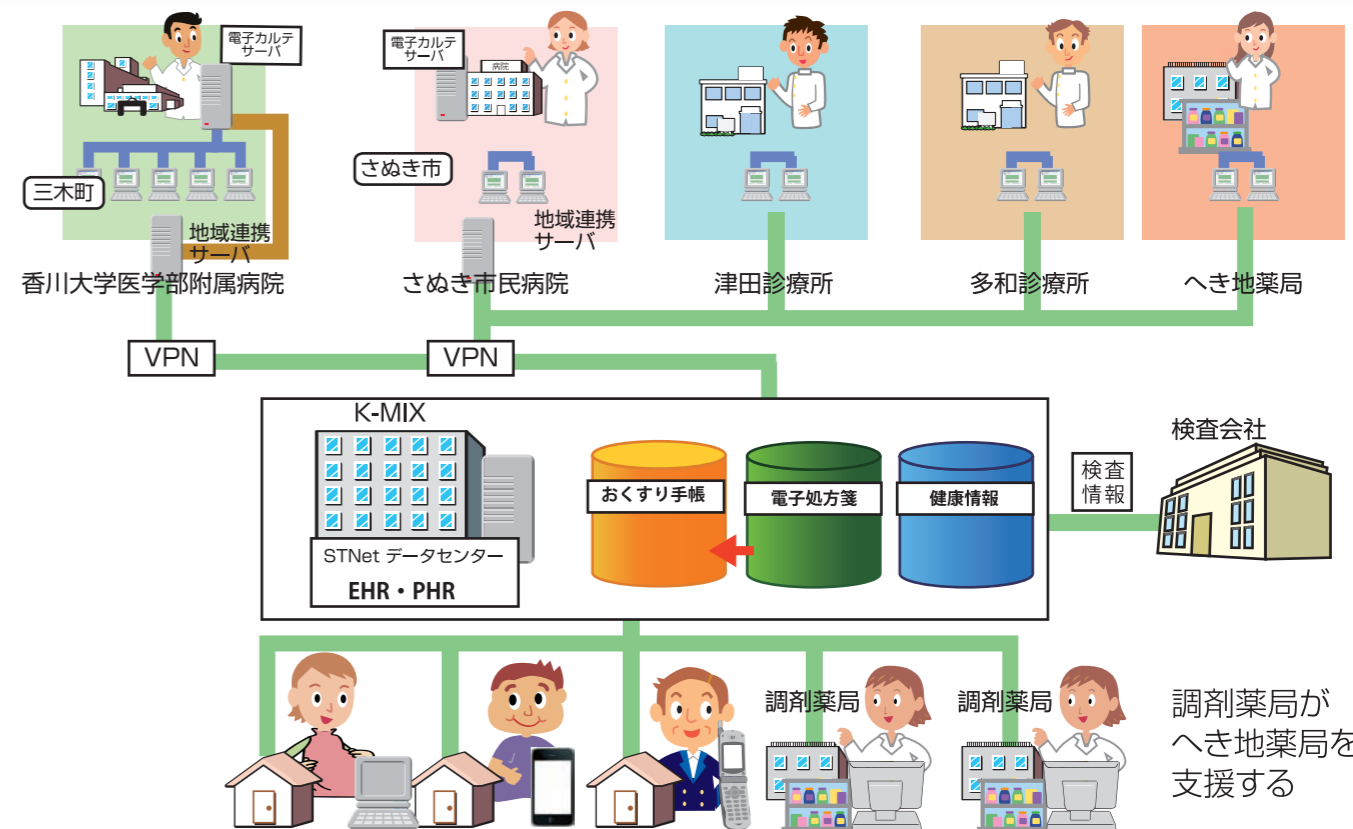 電子カルテ
サーバ
電子カルテ
サーバ
病院
三木町
さぬき市
地域連携
サーバ
地域連携
サーバ
香川大学医学部附属病院
さぬき市民病院
津田診療所
多和診療所
へき地薬局
VPN
VPN
K-MIX
おくすり手帳
電子処方箋
健康情報
STNet データセンター
EHR・PHR
検査
情報
検査会社
調剤薬局
調剤薬局
調剤薬局が
へき地薬局を
支援する